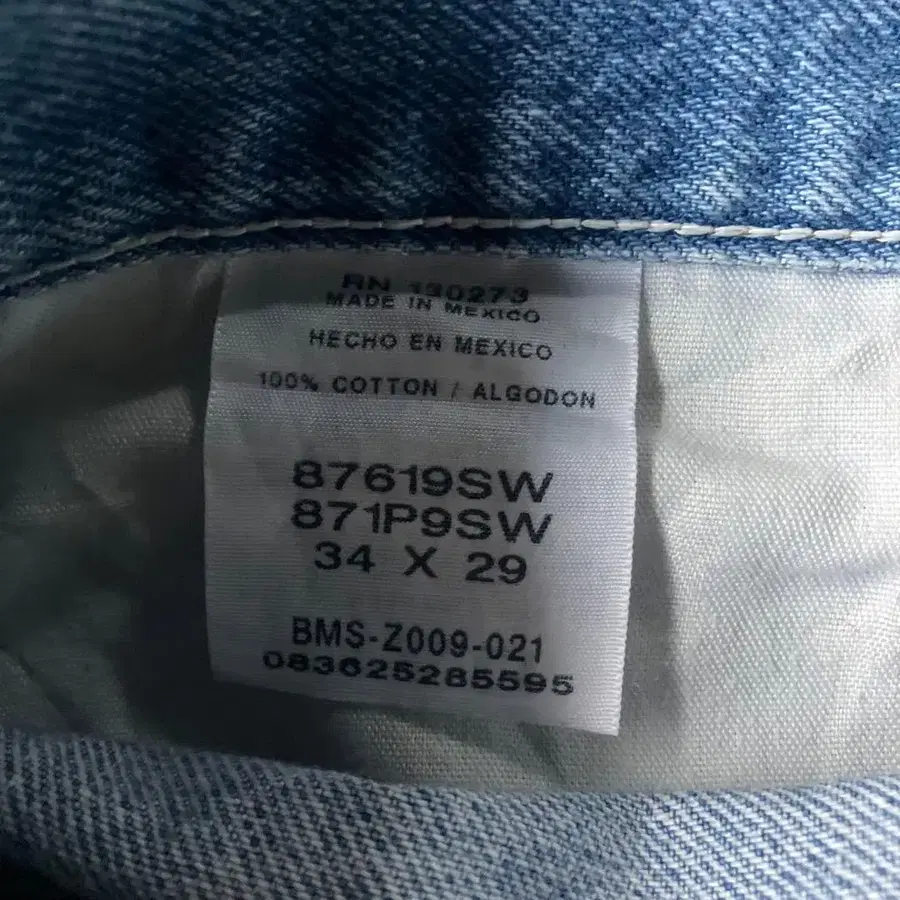 RN 130273
MADE IN MEXICO
HECHO EN MEXICO
100% COTTON / ALGODON
87619SW
871P9SW
34 X 29
BMS-Z009-021
083625285595